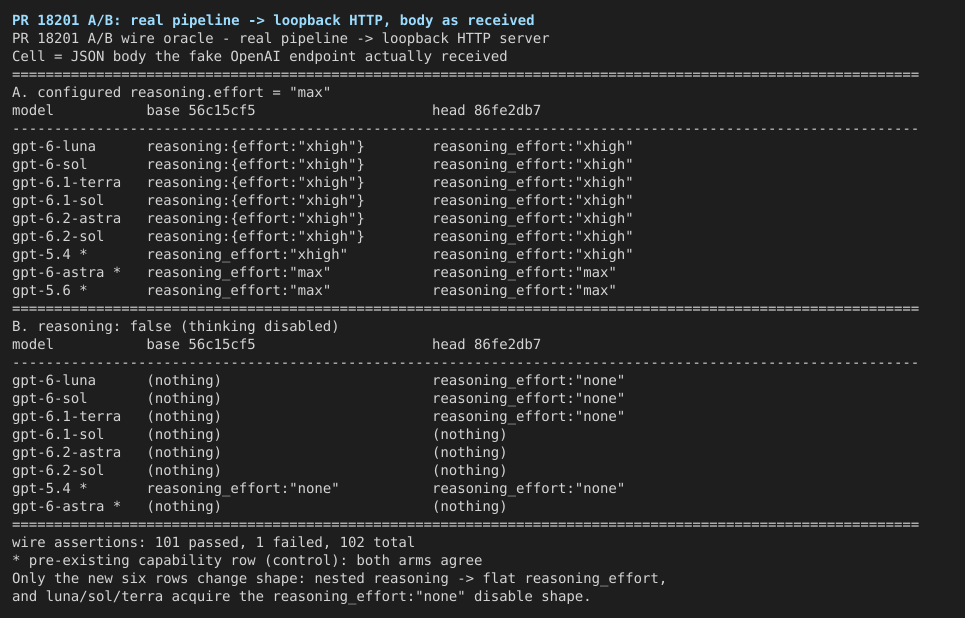 PR 18201 A/B: real pipeline -> loopback HTTP, body as received
PR 18201 A/B wire oracle - real pipeline -> loopback HTTP server
Cell = JSON body the fake OpenAI endpoint actually received
=================================================================================================================
A. configured reasoning.effort = "max"
model base 56c15cf5 head 86fe2db7
-----------------------------------------------------------------------------------------------------------------
gpt-6-luna reasoning:{effort:"xhigh"} reasoning_effort:"xhigh"
gpt-6-sol reasoning:{effort:"xhigh"} reasoning_effort:"xhigh"
gpt-6.1-terra reasoning:{effort:"xhigh"} reasoning_effort:"xhigh"
gpt-6.1-sol reasoning:{effort:"xhigh"} reasoning_effort:"xhigh"
gpt-6.2-astra reasoning:{effort:"xhigh"} reasoning_effort:"xhigh"
gpt-6.2-sol reasoning:{effort:"xhigh"} reasoning_effort:"xhigh"
gpt-5.4 * reasoning_effort:"xhigh" reasoning_effort:"xhigh"
gpt-6-astra * reasoning_effort:"max" reasoning_effort:"max"
gpt-5.6 * reasoning_effort:"max" reasoning_effort:"max"
=================================================================================================================
B. reasoning: false (thinking disabled)
model base 56c15cf5 head 86fe2db7
-----------------------------------------------------------------------------------------------------------------
gpt-6-luna (nothing) reasoning_effort:"none"
gpt-6-sol (nothing) reasoning_effort:"none"
gpt-6.1-terra (nothing) reasoning_effort:"none"
gpt-6.1-sol (nothing) (nothing)
gpt-6.2-astra (nothing) (nothing)
gpt-6.2-sol (nothing) (nothing)
gpt-5.4 * reasoning_effort:"none" reasoning_effort:"none"
gpt-6-astra * (nothing) (nothing)
=================================================================================================================
wire assertions: 101 passed, 1 failed, 102 total
* pre-existing capability row (control): both arms agree
Only the new six rows change shape: nested reasoning -> flat reasoning_effort,
and luna/sol/terra acquire the reasoning_effort:"none" disable shape.